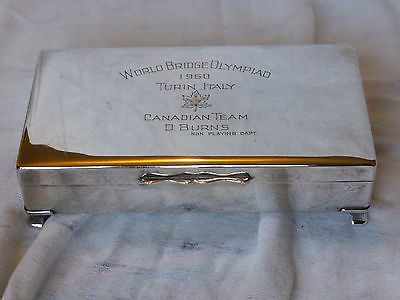 WORLD BRIDGE OLYMPIAD
1960
TURIN, ITALY
CANADIAN TEAM
D BURNS
NON PLAYING CAPT